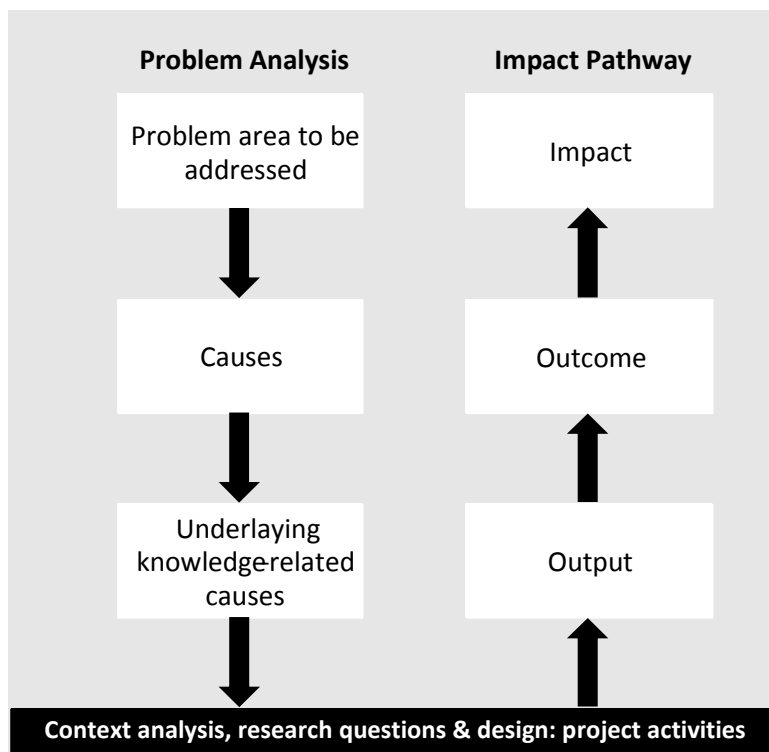 Problem Analysis
Problem area to be
addressed
Causes
Underlaying
knowledge-related
causes
Impact Pathway
Impact
Outcome
Output
Context analysis, research questions & design: project activities